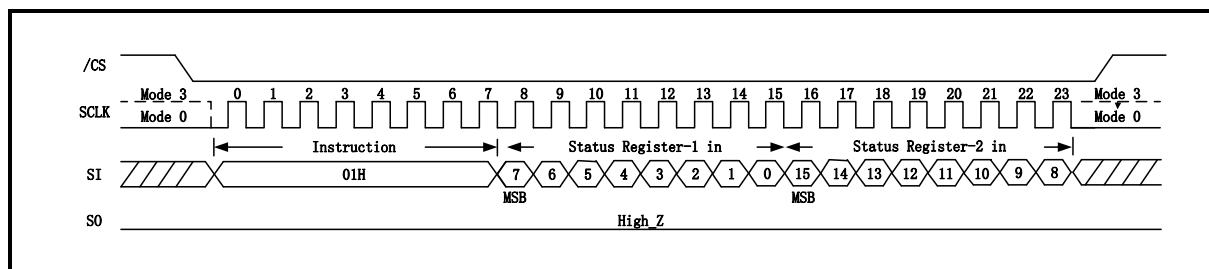 /CS
Mode 3 0 1 2 3 4 5 6 7 8 9 10 11 12 13 14 15 16 17 18 19 20 21 22 23 Mode 3
SCLK
Mode 0 Mode 0
Instruction Status Register-1 in Status Register-2 in
SI 01H 7 6 5 4 3 2 1 0 15 14 13 12 11 10 9 8
MSB MSB
SO High_Z